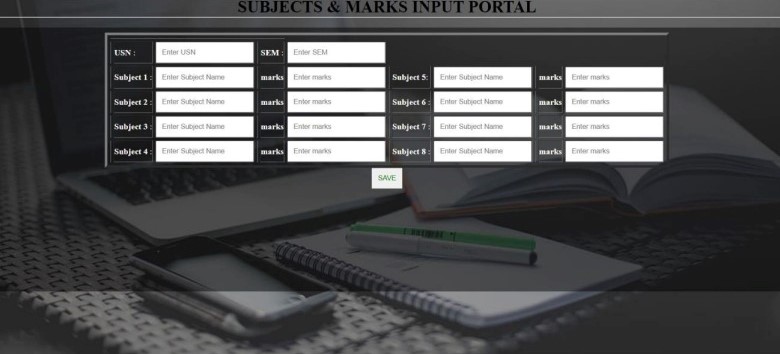 SUBJECTS & MARKS INPUT PORTAL
USN : Enter USN SEM : Enter SEM
Subject 1 : Enter Subject Name marks Enter marks Subject 5: Enter Subject Name marks Enter marks
Subject 2 : Enter Subject Name marks Enter marks Subject 6 : Enter Subject Name marks Enter marks
Subject 3 : Enter Subject Name marks Enter marks Subject 7 : Enter Subject Name marks Enter marks
Subject 4 : Enter Subject Name marks Enter marks Subject 8 : Enter Subject Name marks Enter marks
SAVE